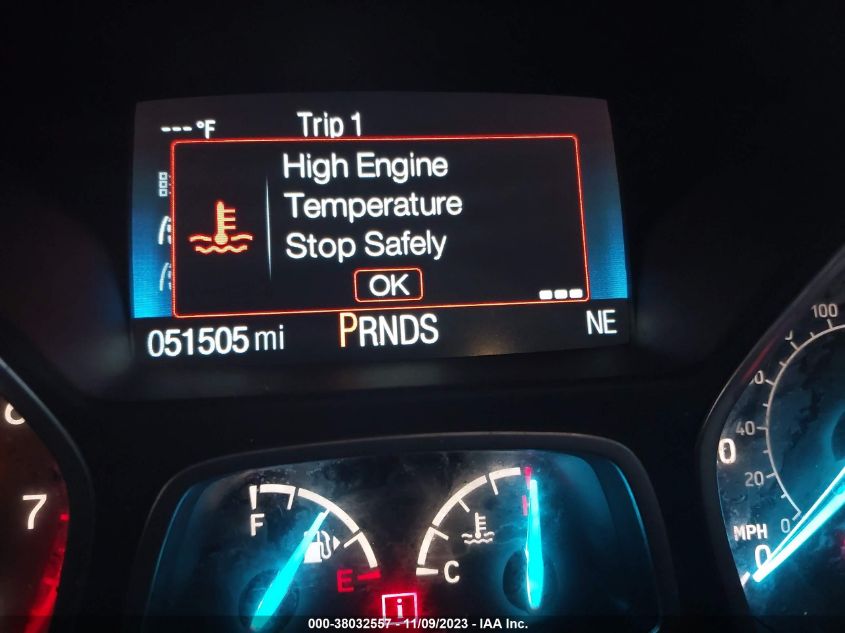 ---°F
Trip 1
High Engine
Temperature
Stop Safely
OK
051505 mi
PRNDS
NE
7
F
E
C
H
i
100
40
20
0
MPH
0
000-38032557 - 11/09/2023 - IAA Inc.